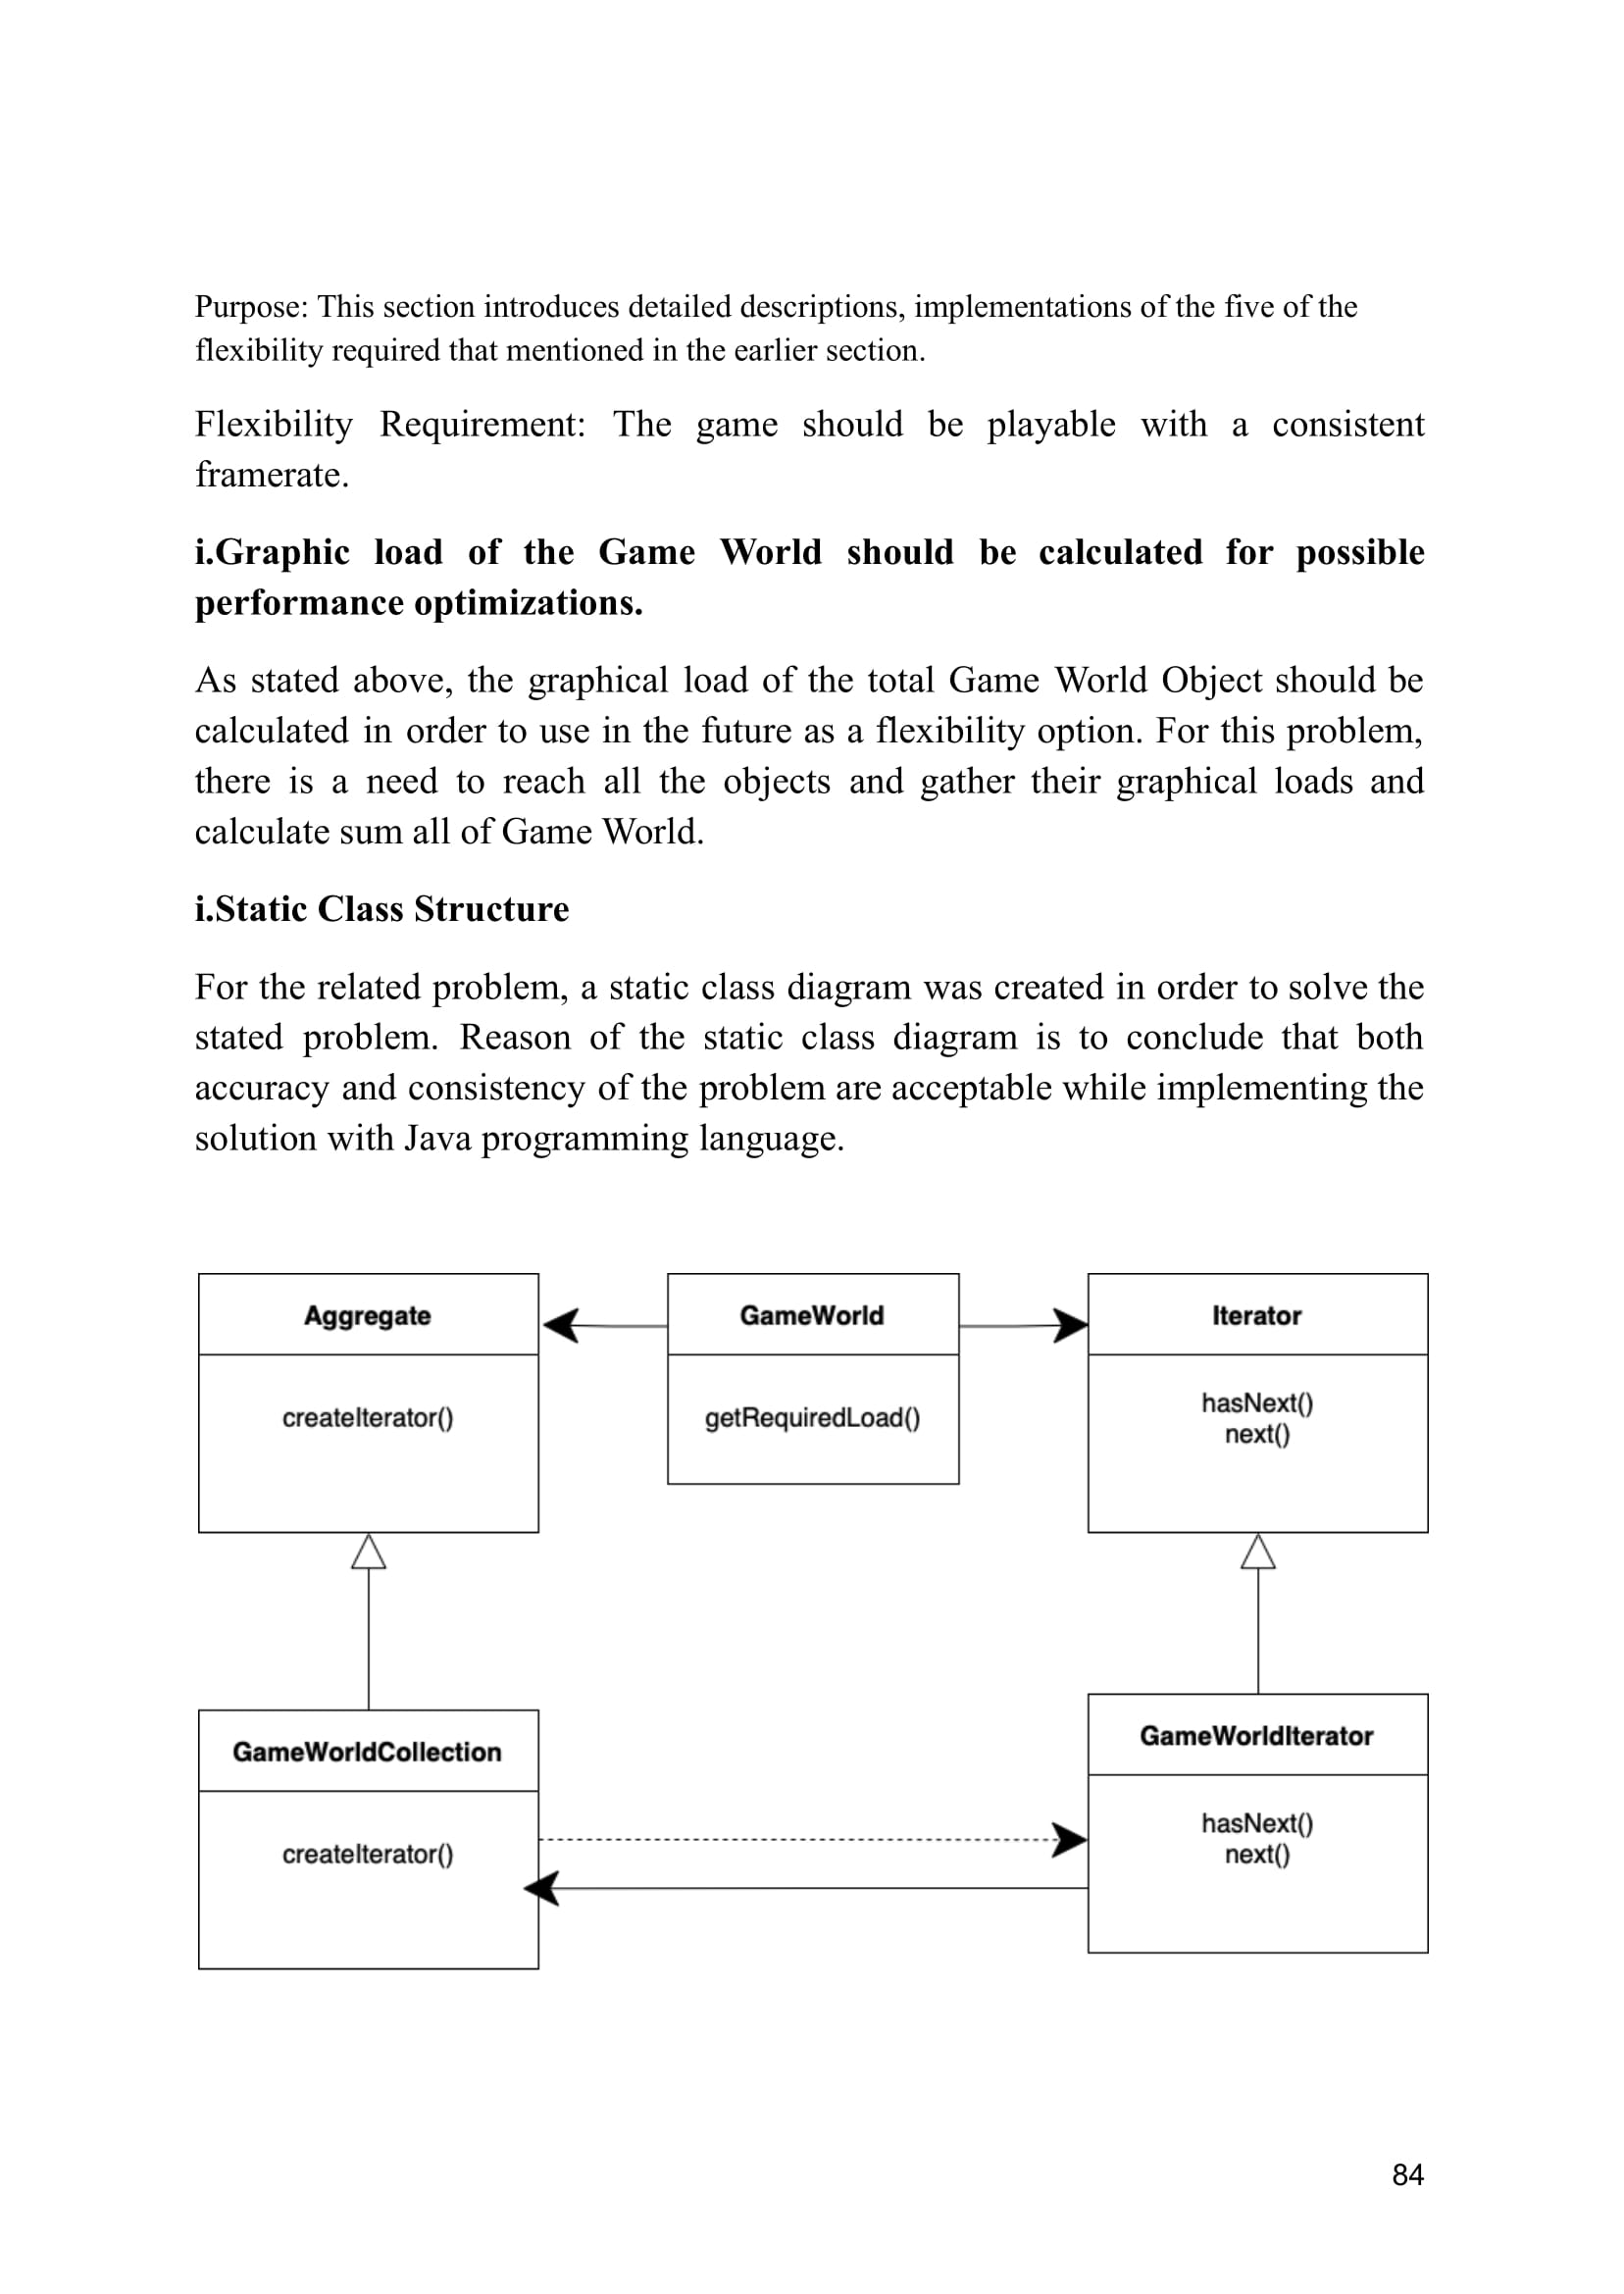 Purpose: This section introduces detailed descriptions, implementations of the five of the
flexibility required that mentioned in the earlier section.
Flexibility Requirement: The game should be playable with a consistent
framerate.
i.Graphic load of the Game World should be calculated for possible
performance optimizations.
As stated above, the graphical load of the total Game World Object should be
calculated in order to use in the future as a flexibility option. For this problem,
there is a need to reach all the objects and gather their graphical loads and
calculate sum all of Game World.
i.Static Class Structure
For the related problem, a static class diagram was created in order to solve the
stated problem. Reason of the static class diagram is to conclude that both
accuracy and consistency of the problem are acceptable while implementing the
solution with Java programming language.
Aggregate
createIterator()
GameWorld
getRequiredLoad()
Iterator
hasNext()
next()
GameWorldCollection
createIterator()
GameWorldIterator
hasNext()
next()
84